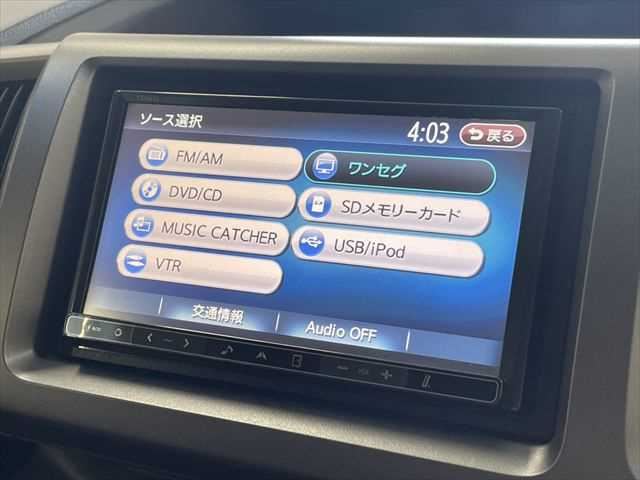 ソース選択
4:03
戻る
FM/AM
ワンセグ
DVD/CD
SDメモリーカード
MUSIC CATCHER
USB/iPod
VTR
交通情報
Audio OFF